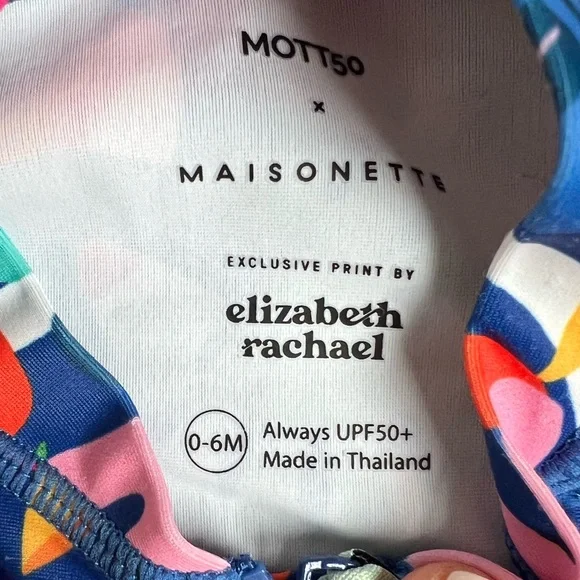 MOTT50
x
MAISONETTE
EXCLUSIVE PRINT BY
elizabeth
rachael
0-6M
Always UPF50+
Made in Thailand